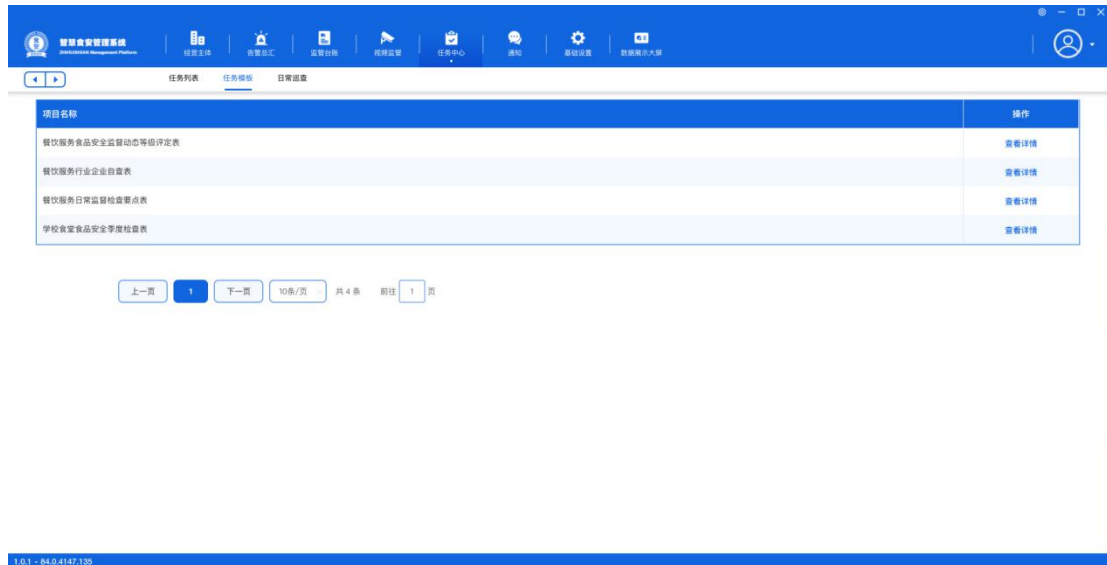 智慧食安管理系统
ZHIHUISHIAN Management Platform
经营主体
告警总汇
监管台账
视频监管
任务中心
通知
基础设置
数据展示大屏
任务列表 任务模板 日常巡查
项目名称 操作
餐饮服务食品安全监督动态等级评定表 查看详情
餐饮服务行业企业自查表 查看详情
餐饮服务日常监督检查要点表 查看详情
学校食堂食品安全季度检查表 查看详情
上一页 1 下一页 10条/页 共 4 条 前往 1 页
1.0.1 - 84.0.4147.135